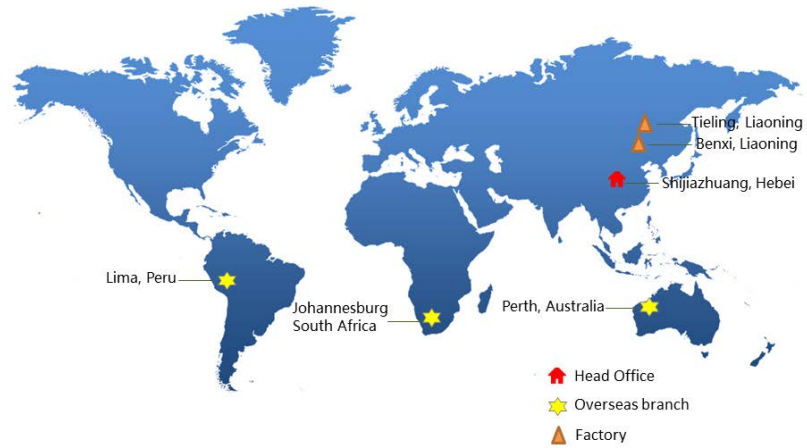 Tieling, Liaoning
Benxi, Liaoning
Shijiazhuang, Hebei
Lima, Peru
Johannesburg
South Africa
Perth, Australia
Head Office
Overseas branch
Factory